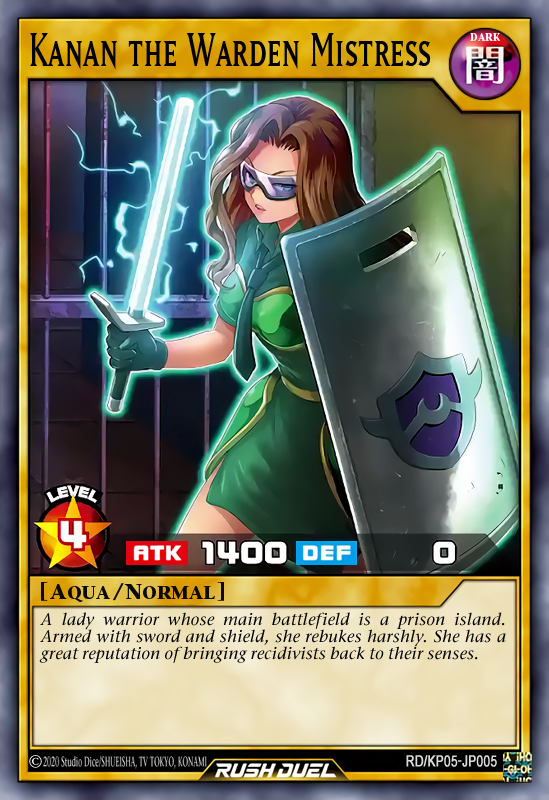 Kanan the Warden Mistress
DARK
闇
LEVEL
4
ATK 1400 DEF 0
[Aqua/Normal]
A lady warrior whose main battlefield is a prison island.
Armed with sword and shield, she rebukes harshly. She has a
great reputation of bringing recidivists back to their senses.
©2020 Studio Dice/SHUEISHA, TV TOKYO, KONAMI
RUSH DUEL
RD/KP05-JP005